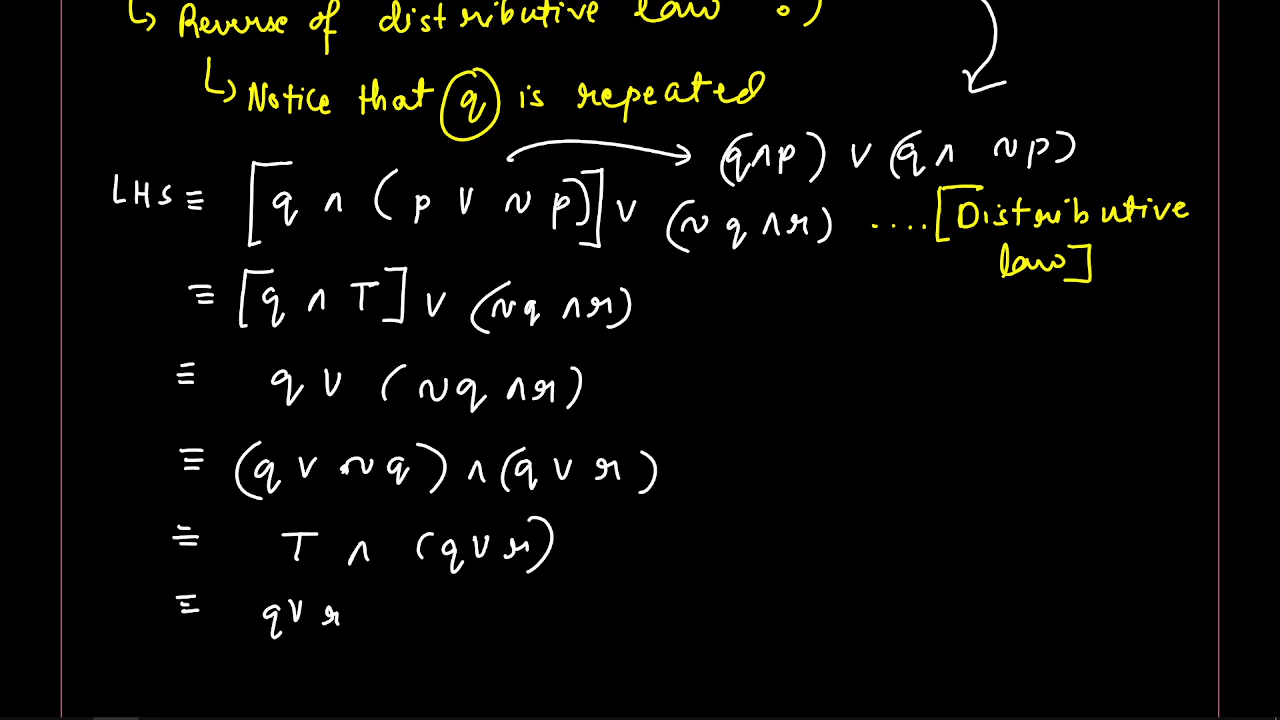 ↳ Reverse of distributive law :)
↳ Notice that q is repeated
(q∧p) ∨ (q∧ ~p)
LHS ≡ [q ∧ (p ∨ ~p)] ∨ (~q ∧r) ....[Distributive
law]
≡ [q ∧ T] ∨ (~q ∧r)
≡ q ∨ (~q ∧r)
≡ (q ∨ ~q) ∧ (q ∨ r)
≡ T ∧ (q∨r)
≡ q∨r